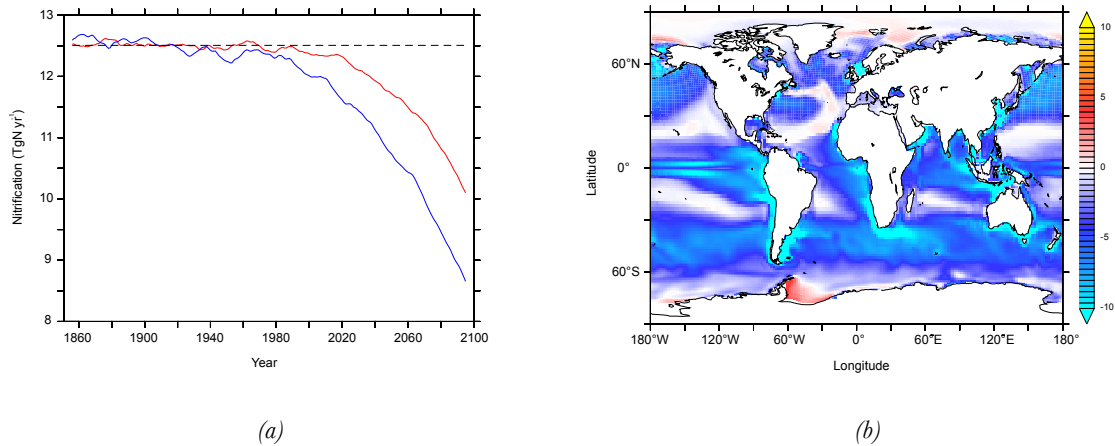 13
12
11
10
9
8
Nitrification (TgN yr⁻¹)
1860
1900
1940
1980
2020
2060
2100
Year
(a)
60°N
0°
60°S
Latitude
180°W
120°W
60°W
0°
60°E
120°E
180°
Longitude
10
5
0
-5
-10
(b)